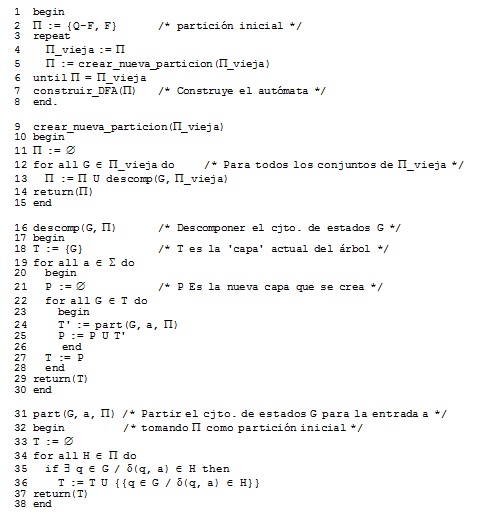 1 begin
2 Π := {Q-F, F} /* partición inicial */
3 repeat
4 Π_vieja := Π
5 Π := crear_nueva_particion(Π_vieja)
6 until Π = Π_vieja
7 construir_DFA(Π) /* Construye el autómata */
8 end.
9 crear_nueva_particion(Π_vieja)
10 begin
11 Π := ∅
12 for all G ∈ Π_vieja do /* Para todos los conjuntos de Π_vieja */
13 Π := Π U descomp(G, Π_vieja)
14 return(Π)
15 end
16 descomp(G, Π) /* Descomponer el cjto. de estados G */
17 begin
18 T := {G} /* T es la 'capa' actual del árbol */
19 for all a ∈ Σ do
20 begin
21 P := ∅ /* P Es la nueva capa que se crea */
22 for all G ∈ T do
23 begin
24 T' := part(G, a, Π)
25 P := P U T'
26 end
27 T := P
28 end
29 return(T)
30 end
31 part(G, a, Π) /* Partir el cjto. de estados G para la entrada a */
32 begin /* tomando Π como partición inicial */
33 T := ∅
34 for all H ∈ Π do
35 if ∃ q ∈ G / δ(q, a) ∈ H then
36 T := T U {{q ∈ G / δ(q, a) ∈ H}}
37 return(T)
38 end